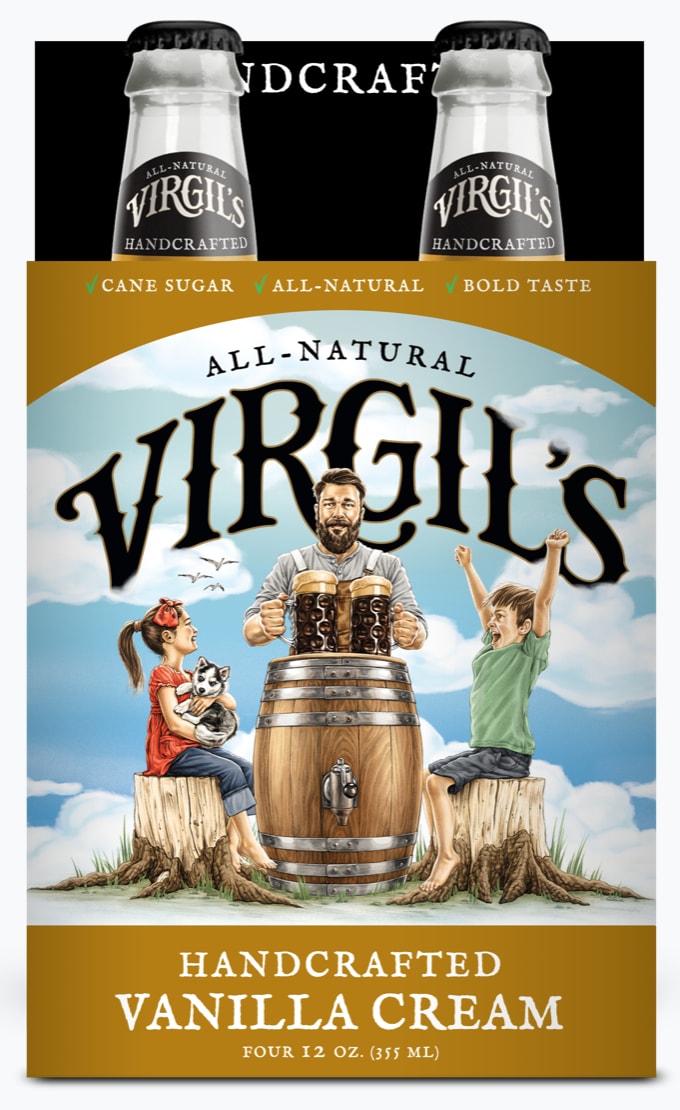 NDCRAF
ALL-NATURAL
VIRGIL'S
HANDCRAFTED
ALL-NATURAL
VIRGIL'S
HANDCRAFTED
✓CANE SUGAR ✓ALL-NATURAL ✓BOLD TASTE
ALL-NATURAL
VIRGIL'S
HANDCRAFTED
VANILLA CREAM
FOUR 12 OZ. (355 ML)